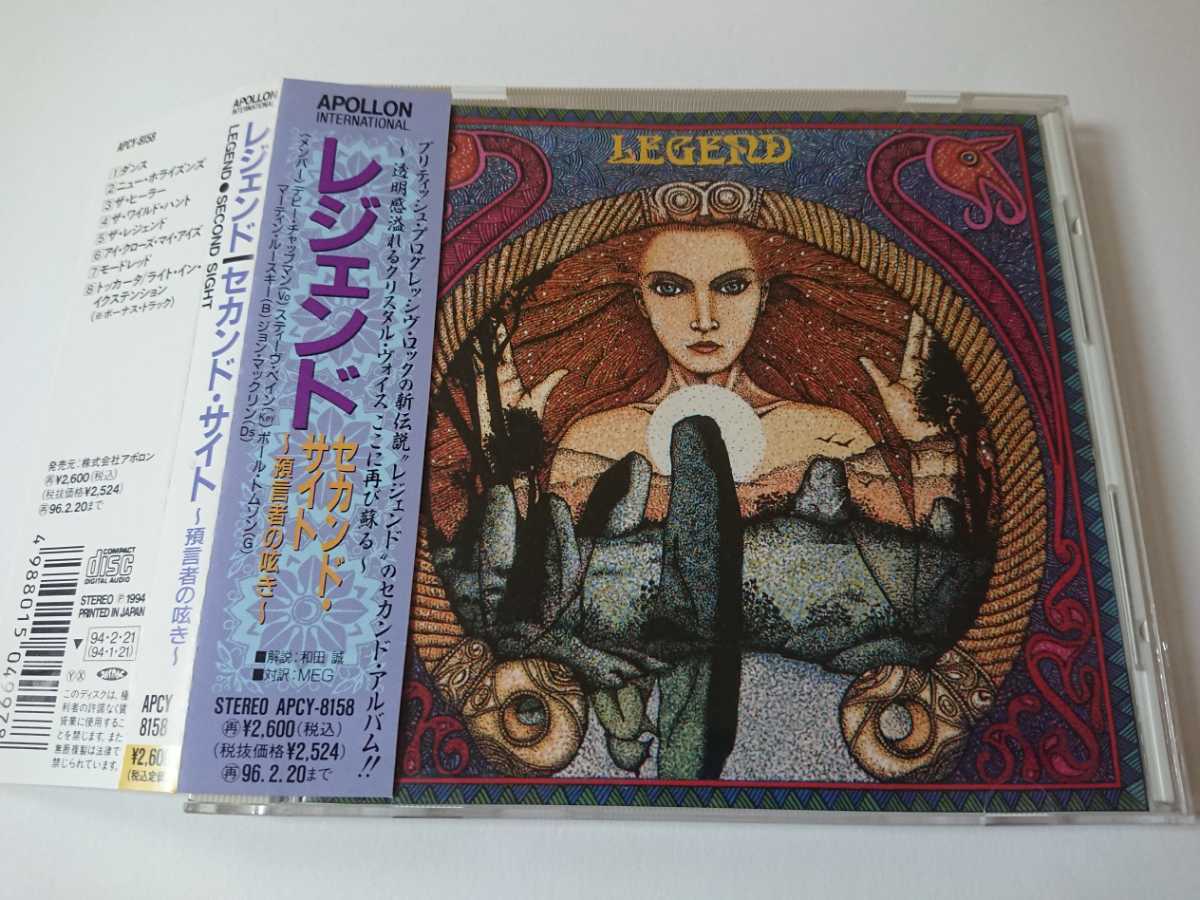 APOLLON
INTERNATIONAL
APCY-8158
①ダンス
②ニュー・ホライズンズ
③ザ・ヒーラー
④ザ・ワイルド・ハント
⑤ザ・レジェンド
⑥アイ・クローズ・マイ・アイズ
⑦モードレッド
⑧トッカータ/ライト・イン・
イクステンション
(※ボーナス・トラック)
発売元:株式会社アポロン
再¥2,600(税込)
(税抜価格¥2,524)
再96.2.20まで
COMPACT
disc
DIGITAL AUDIO
STEREO Ⓟ1994
PRINTED IN JAPAN
94・2・21
(94・1・21)
Y X
このディスクは、権
利者の許諾なく賃
貸業に使用するこ
とを禁じます。また
無断複製は法律で
禁じられています。
APCY
8158
¥2,600
(税込定価
レジェンド|セカンド・サイト 〜預言者の呟き〜
LEGEND●SECOND SIGHT
APOLLON
INTERNATIONAL
ブリティッシュ・プログレッシヴ・ロックの斬伝説"レジェンド"のセカンド・アルバム!!
〜透明感溢れるクリスタル・ヴォイスここに再び蘇る〜
レジェンド
セカンド・
サイト
〜預言者の呟き〜
(メンバー)デビー・チャップマン(Vo)スティーヴ・ペイン(Key)ポール・トムソン(G)
マーティン・ルースキー(B)ジョン・マックリン(Ds)
■解説:和田 誠
■対訳:MEG
STEREO APCY-8158
再¥2,600(税込)
(税抜価格¥2,524)
再96.2.20まで
LEGEND